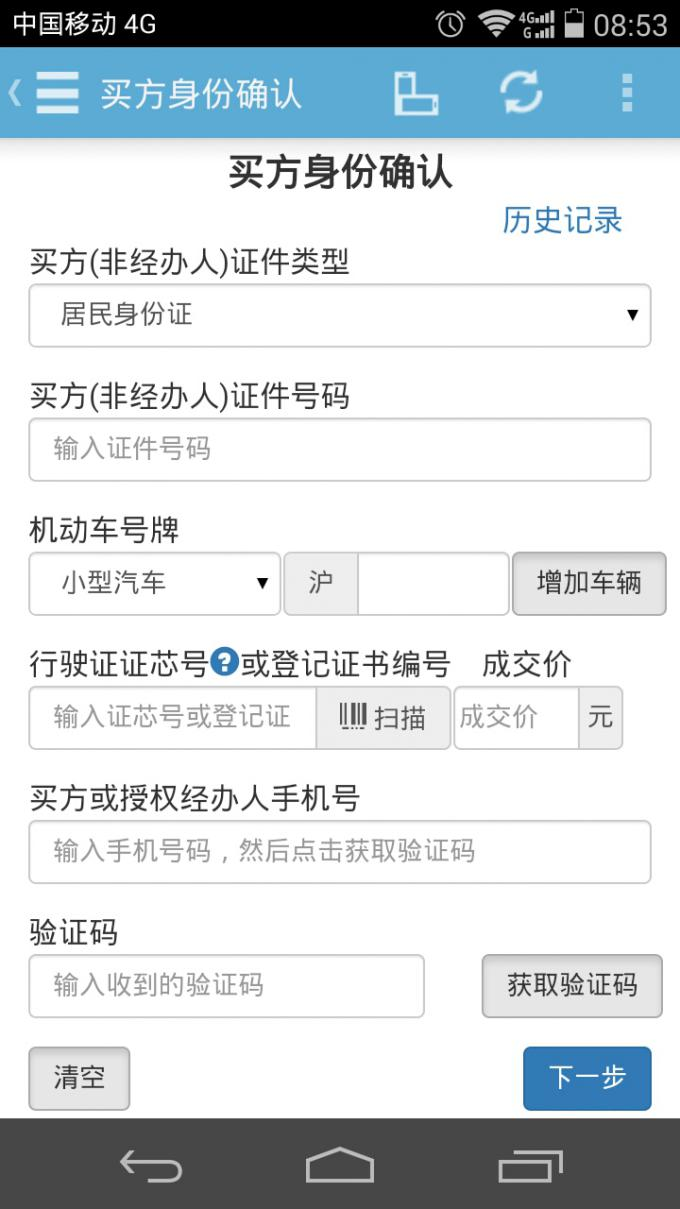 中国移动 4G 4G G 08:53
买方身份确认
买方身份确认
历史记录
买方(非经办人)证件类型
居民身份证
买方(非经办人)证件号码
输入证件号码
机动车号牌
小型汽车 沪 增加车辆
行驶证证芯号?或登记证书编号 成交价
输入证芯号或登记证 扫描 成交价 元
买方或授权经办人手机号
输入手机号码，然后点击获取验证码
验证码
输入收到的验证码 获取验证码
清空 下一步